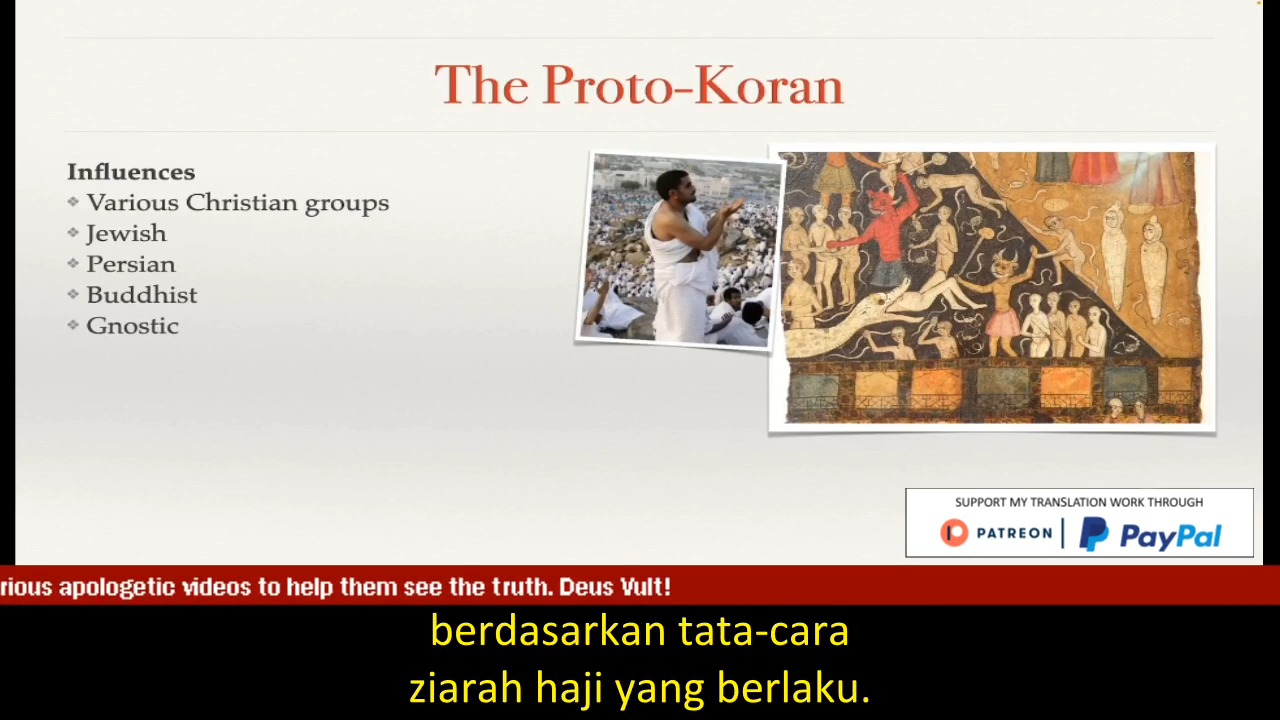 The Proto-Koran
Influences
Various Christian groups
Jewish
Persian
Buddhist
Gnostic
SUPPORT MY TRANSLATION WORK THROUGH
PATREON | PayPal
rious apologetic videos to help them see the truth. Deus Vult!
berdasarkan tata-cara
ziarah haji yang berlaku.